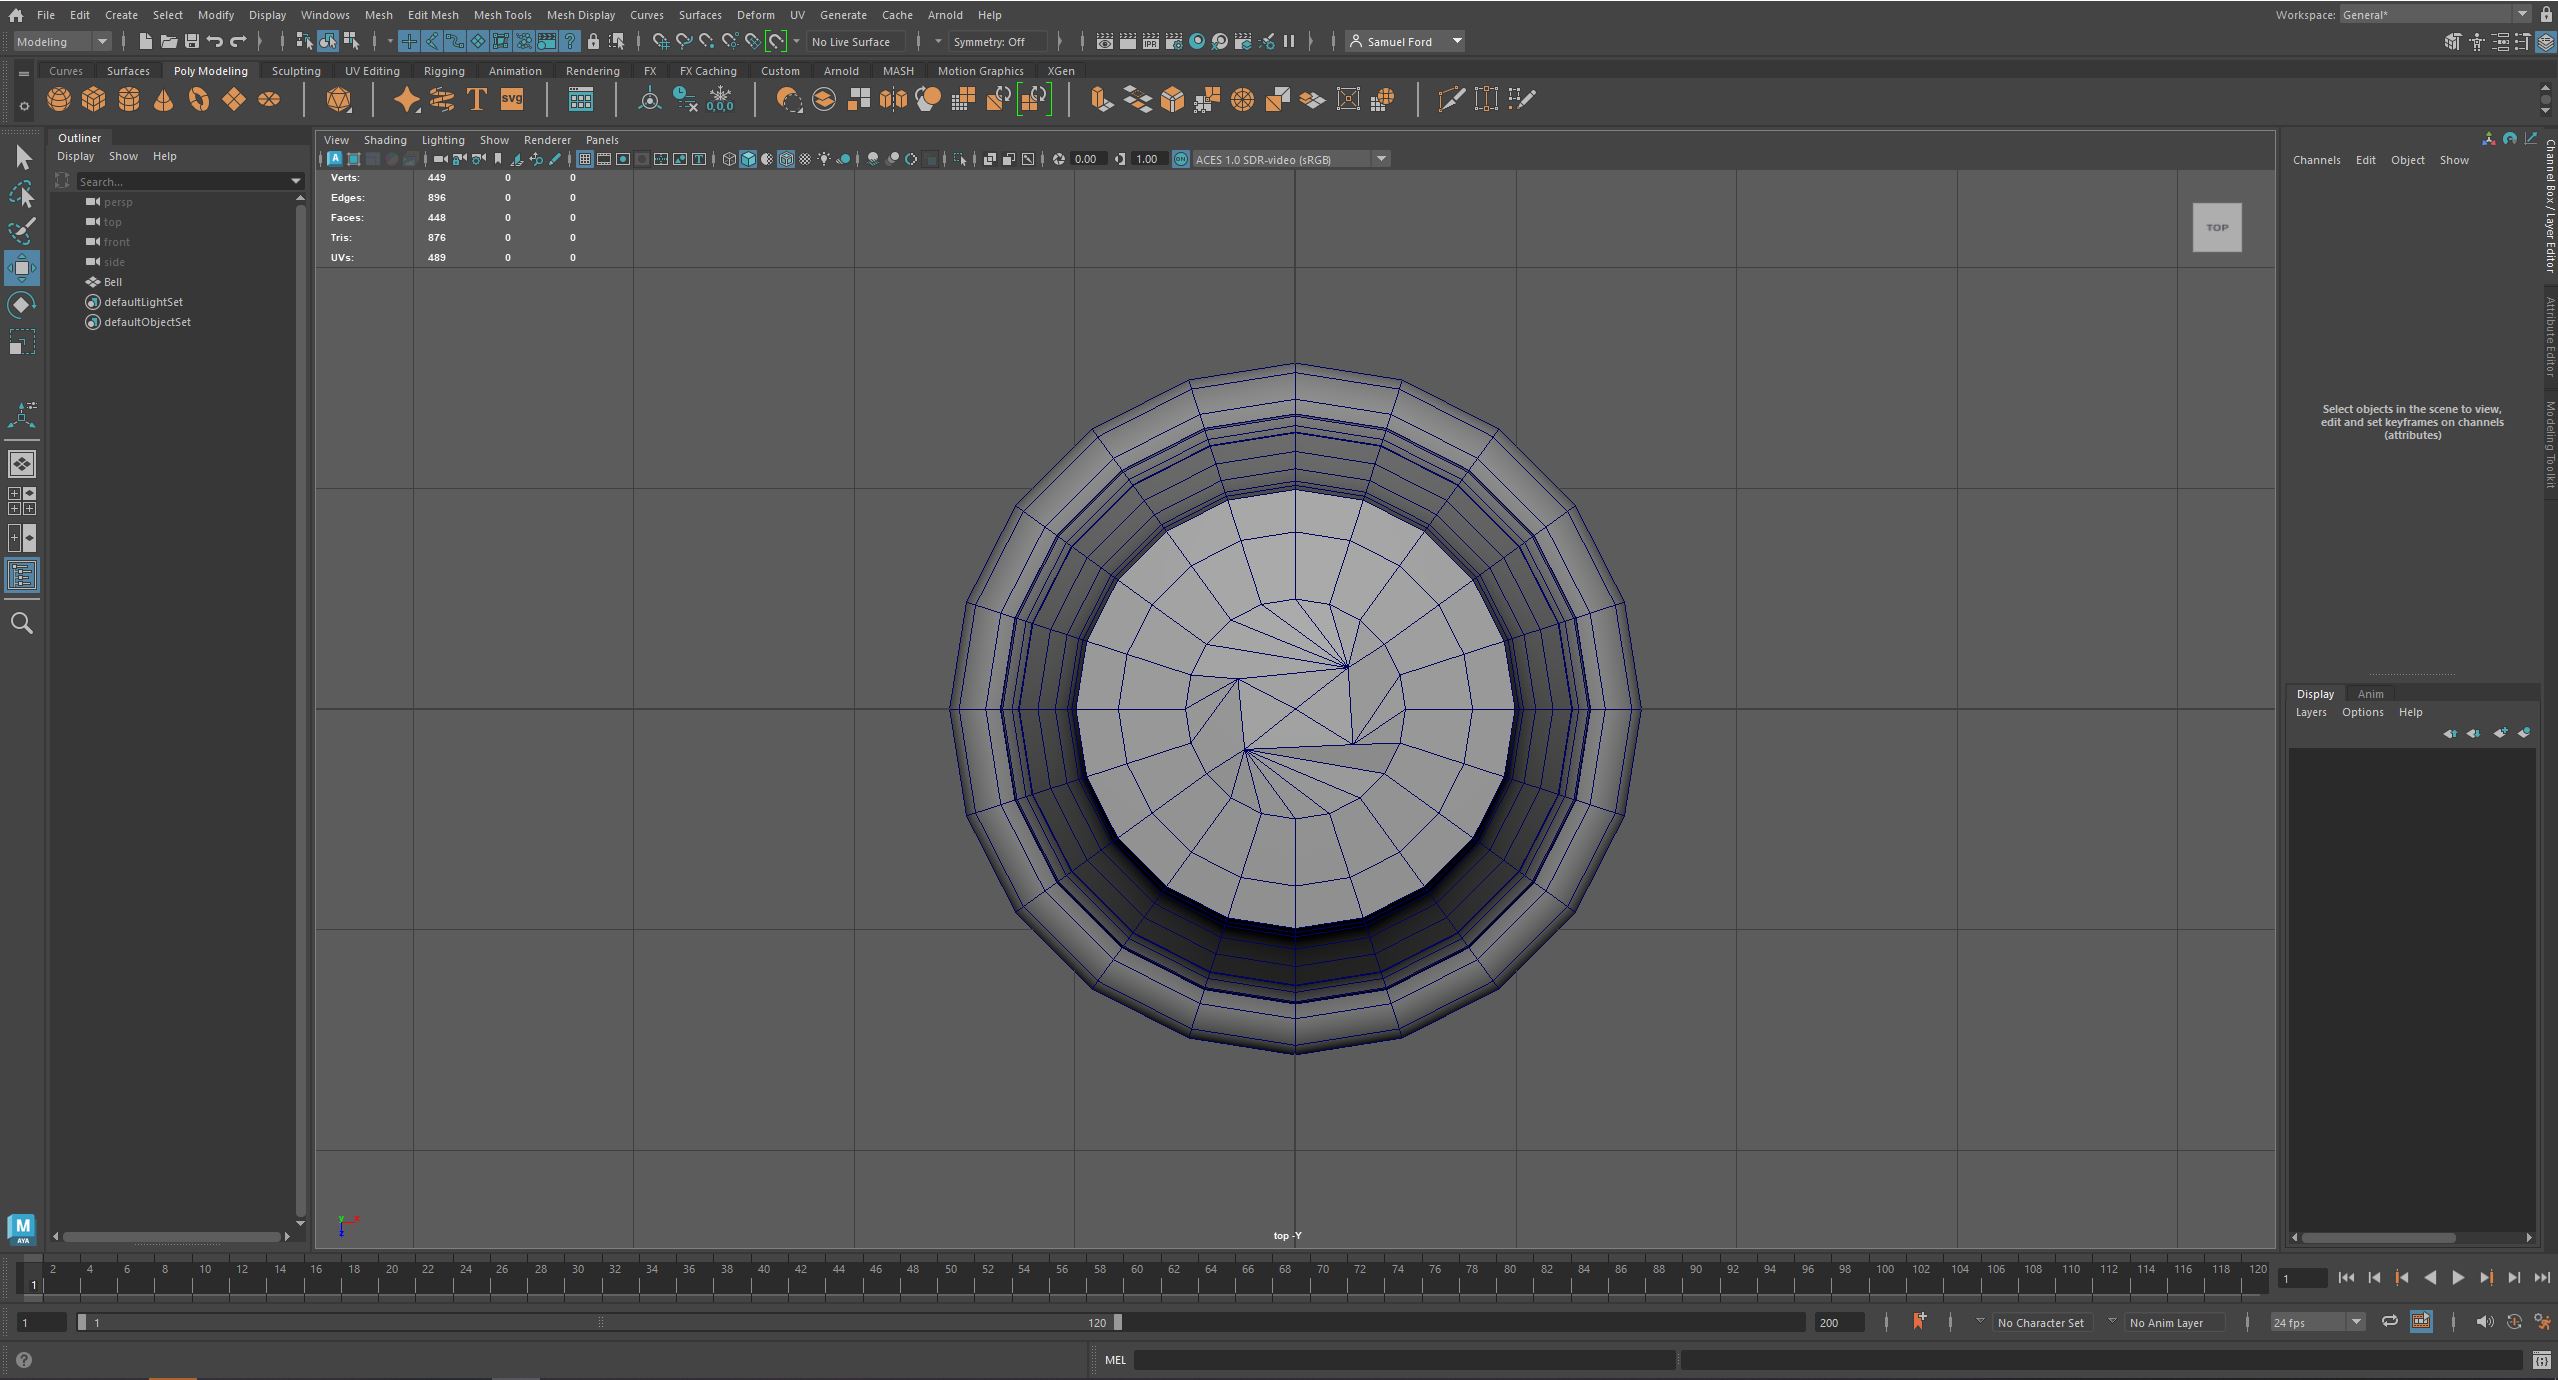 File Edit Create Select Modify Display Windows Mesh Edit Mesh Mesh Tools Mesh Display Curves Surfaces Deform UV Generate Cache Arnold Help Workspace: General*
Modeling No Live Surface Symmetry: Off IPR Samuel Ford
Curves Surfaces Poly Modeling Sculpting UV Editing Rigging Animation Rendering FX FX Caching Custom Arnold MASH Motion Graphics XGen
T SVG 0,0,0
Outliner
Display Show Help
Search...
persp
top
front
side
Bell
defaultLightSet
defaultObjectSet
View Shading Lighting Show Renderer Panels
0.00 1.00 ON ACES 1.0 SDR-video (sRGB)
Verts: 449 0 0
Edges: 896 0 0
Faces: 448 0 0
Tris: 876 0 0
UVs: 489 0 0
TOP
y x
z
top -Y
Channels Edit Object Show
Select objects in the scene to view,
edit and set keyframes on channels
(attributes)
Channel Box / Layer Editor
Attribute Editor
Modeling Toolkit
Display Anim
Layers Options Help
M
AYA
2 4 6 8 10 12 14 16 18 20 22 24 26 28 30 32 34 36 38 40 42 44 46 48 50 52 54 56 58 60 62 64 66 68 70 72 74 76 78 80 82 84 86 88 90 92 94 96 98 100 102 104 106 108 110 112 114 116 118 120
1 1
1 1 120 200 No Character Set No Anim Layer 24 fps
MEL